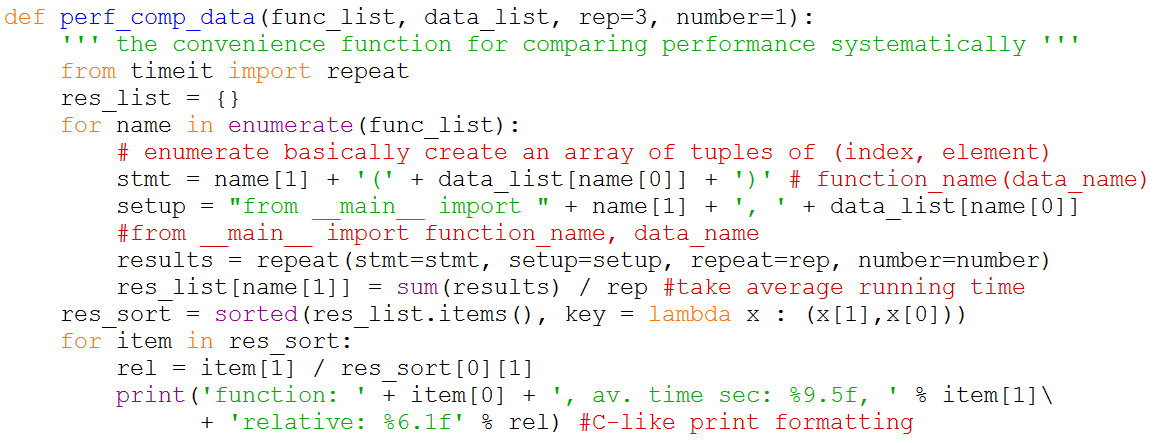 def perf_comp_data(func_list, data_list, rep=3, number=1):
    ''' the convenience function for comparing performance systematically '''
    from timeit import repeat
    res_list = {}
    for name in enumerate(func_list):
        # enumerate basically create an array of tuples of (index, element)
        stmt = name[1] + '(' + data_list[name[0]] + ')' # function_name(data_name)
        setup = "from __main__ import " + name[1] + ', ' + data_list[name[0]]
        #from __main__ import function_name, data_name
        results = repeat(stmt=stmt, setup=setup, repeat=rep, number=number)
        res_list[name[1]] = sum(results) / rep #take average running time
    res_sort = sorted(res_list.items(), key = lambda x : (x[1],x[0]))
    for item in res_sort:
        rel = item[1] / res_sort[0][1]
        print('function: ' + item[0] + ', av. time sec: %9.5f, ' % item[1]\
              + 'relative: %6.1f' % rel) #C-like print formatting